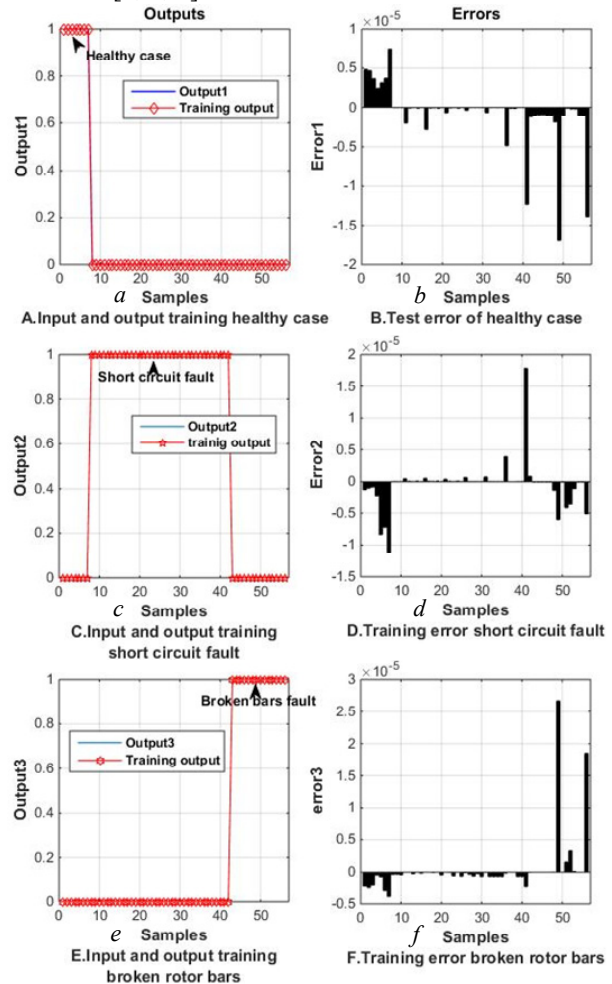 Outputs
Errors
Output1
1
0.8
0.6
0.4
0.2
0
Healthy case
Output1
Training output
0 10 20 30 40 50
a
Samples
A.Input and output training healthy case
×10⁻⁵
Error1
1
0.5
0
-0.5
-1
-1.5
-2
0 10 20 30 40 50
b
Samples
B.Test error of healthy case
Output2
1
0.8
0.6
0.4
0.2
0
Short circuit fault
Output2
trainig output
0 10 20 30 40 50
c
Samples
C.Input and output training
short circuit fault
×10⁻⁵
Error2
2
1.5
1
0.5
0
-0.5
-1
-1.5
0 10 20 30 40 50
d
Samples
D.Training error short circuit fault
Output3
1
0.8
0.6
0.4
0.2
0
Broken bars fault
Output3
Training output
0 10 20 30 40 50
e
Samples
E.Input and output training
broken rotor bars
×10⁻⁵
error3
3
2.5
2
1.5
1
0.5
0
-0.5
0 10 20 30 40 50
f
Samples
F.Training error broken rotor bars